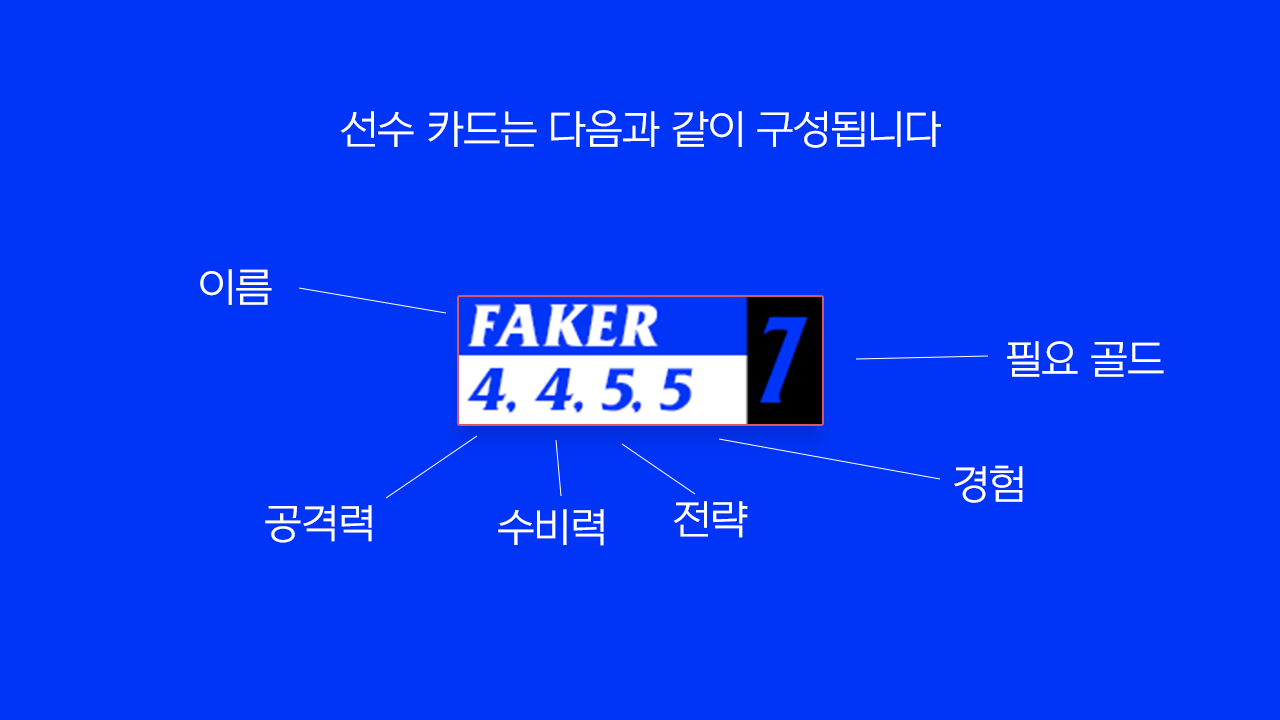 선수 카드는 다음과 같이 구성됩니다
이름
FAKER
7
4, 4, 5, 5
필요 골드
경험
공격력
수비력
전략